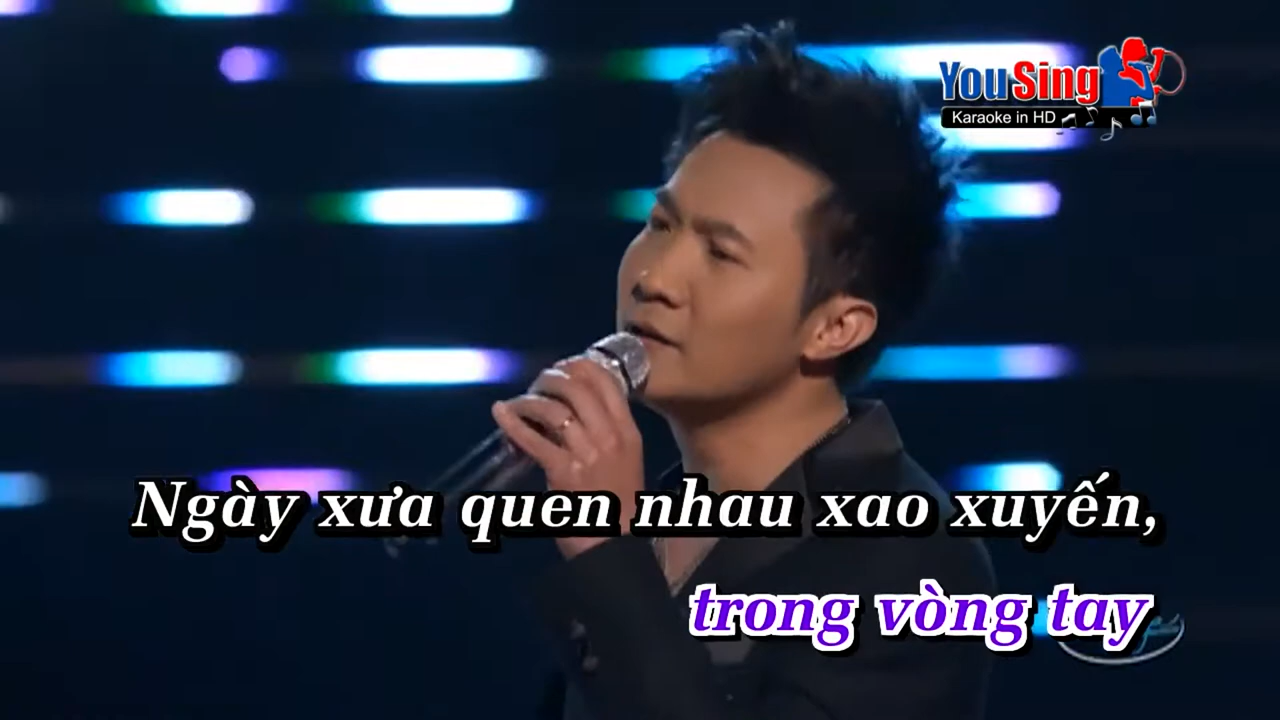 YouSing
Karaoke in HD
Ngày xưa quen nhau xao xuyến,
trong vòng tay